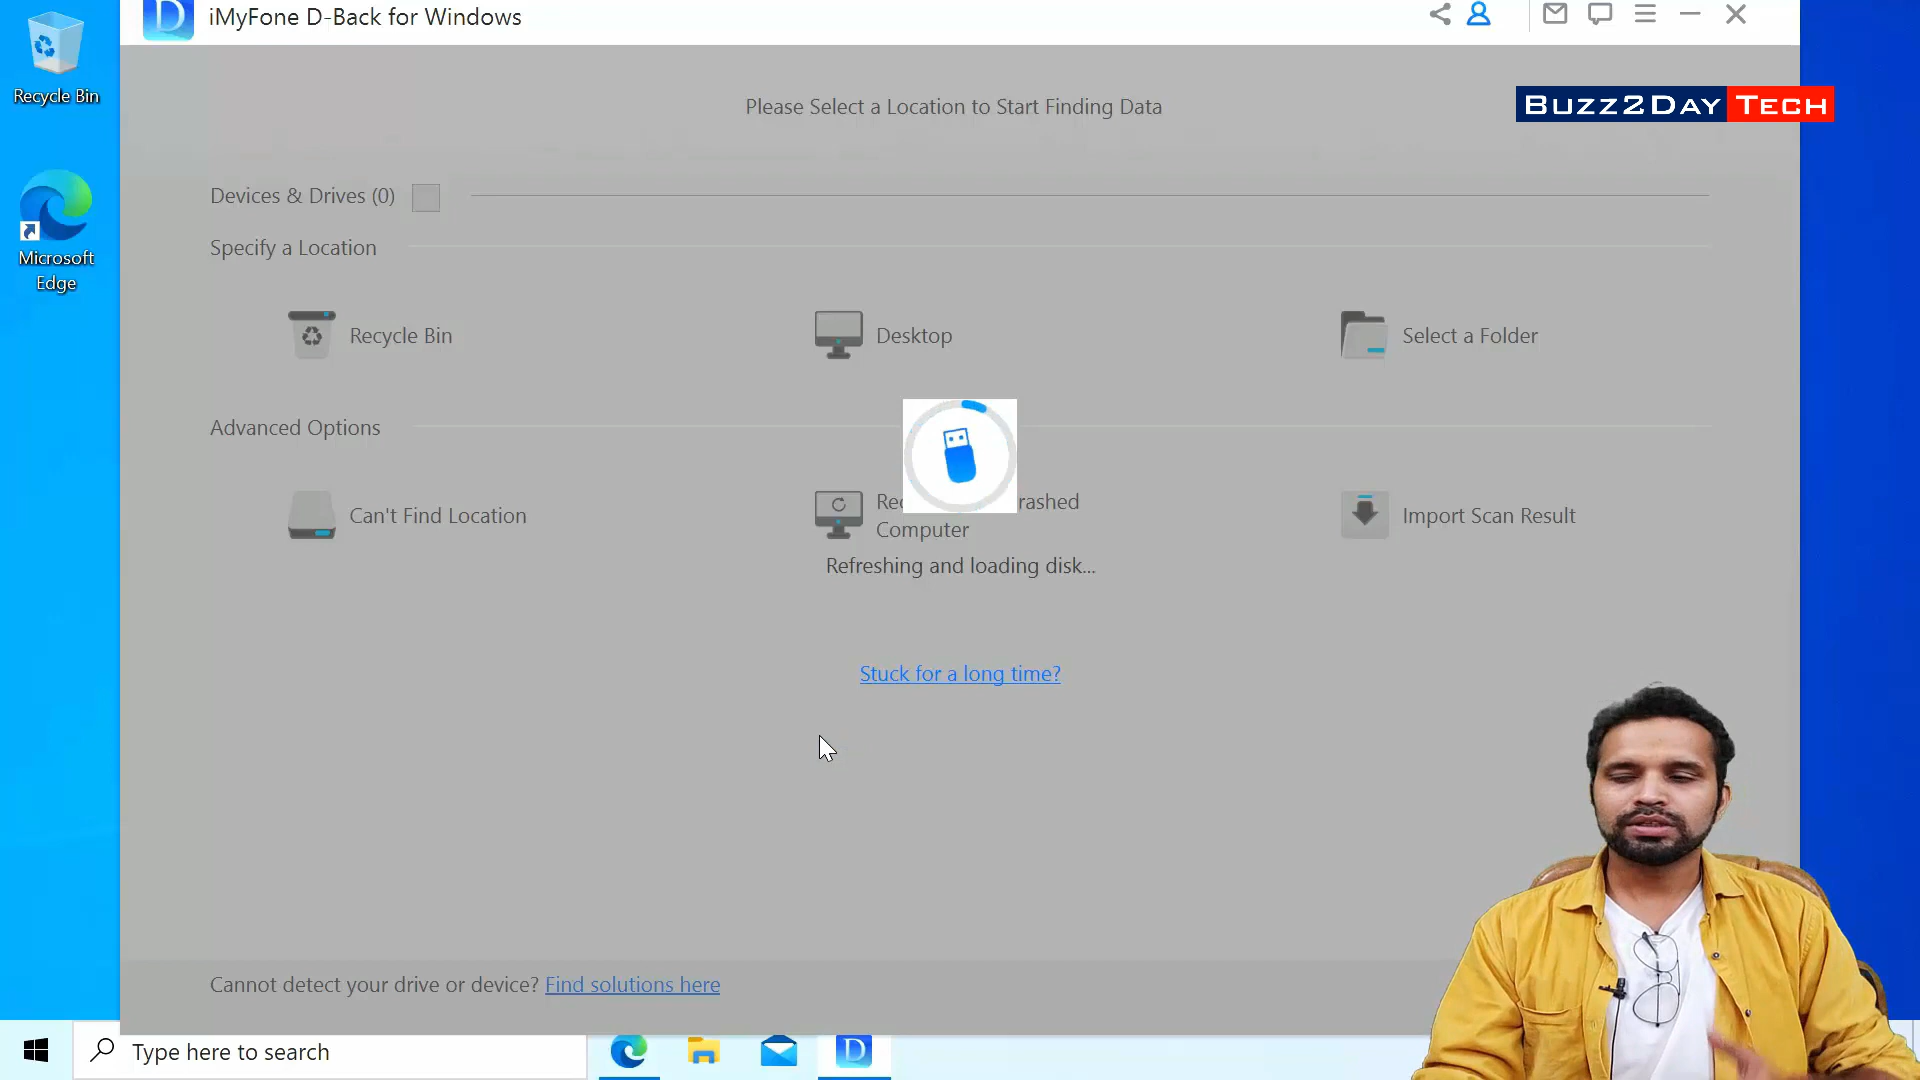 iMyFone D-Back for Windows
Recycle Bin
BUZZ2DAY TECH
Please Select a Location to Start Finding Data
Devices & Drives (0)
Specify a Location
Microsoft
Edge
Recycle Bin
Desktop
Select a Folder
Advanced Options
Can't Find Location
rashed
Computer
Import Scan Result
Refreshing and loading disk...
Stuck for a long time?
Cannot detect your drive or device? Find solutions here
Type here to search